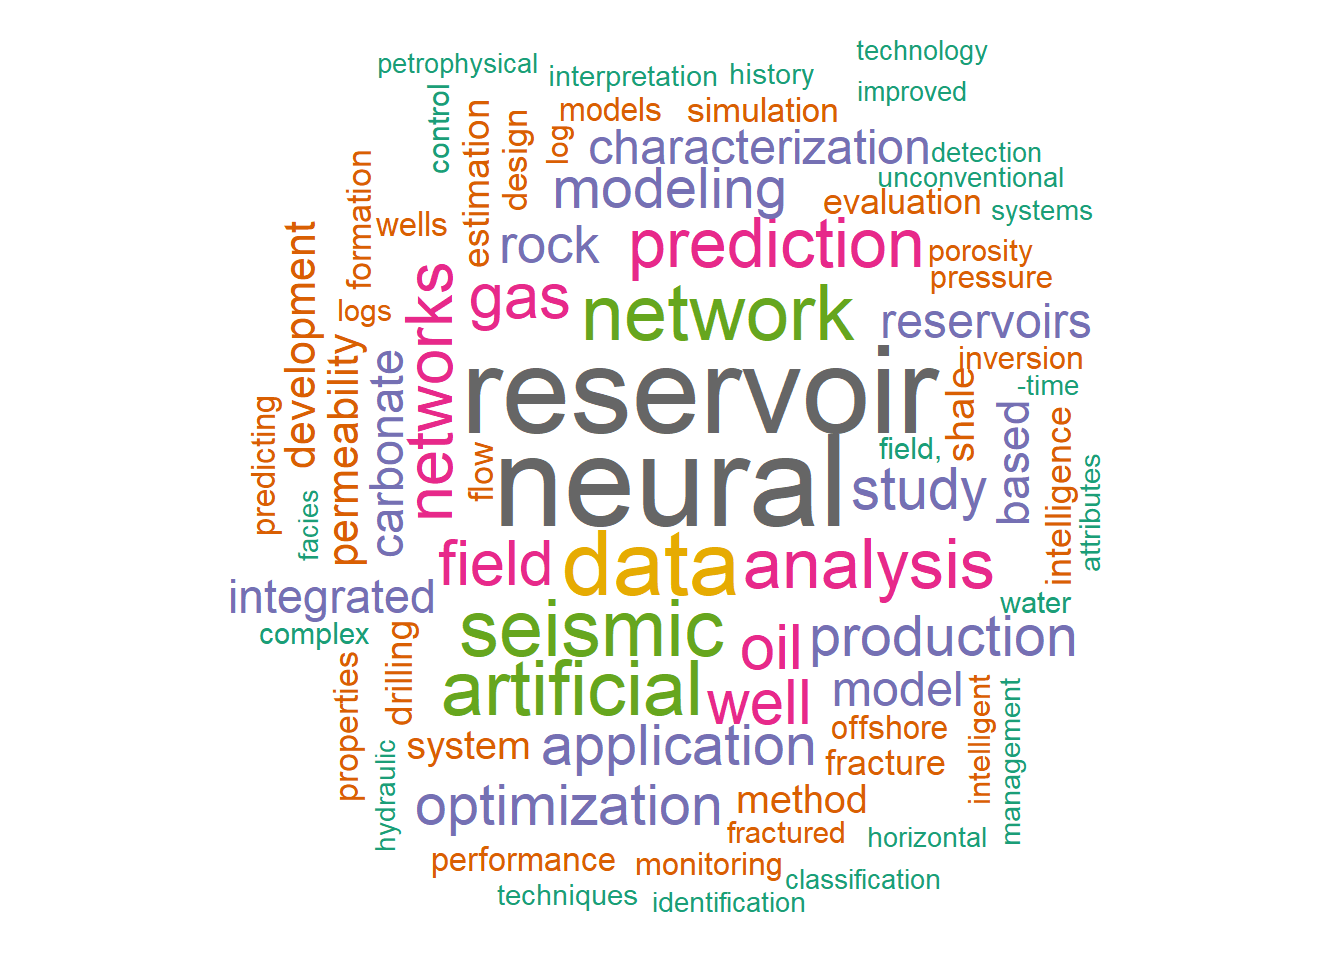 technology
petrophysical
interpretation
history
improved
control
models
simulation
estimation
design
log
characterization
detection
unconventional
modeling
formation
wells
evaluation
systems
development
rock
prediction
porosity
pressure
networks
gas
network
reservoirs
logs
permeability
carbonate
reservoir
inversion
-time
shale
predicting
facies
flow
neural
field,
study
based
intelligence
attributes
field
data
analysis
integrated
water
complex
seismic
oil
production
drilling
properties
artificial
well
model
intelligent
management
hydraulic
system
application
offshore
fracture
optimization
method
fractured
horizontal
performance
monitoring
classification
techniques
identification